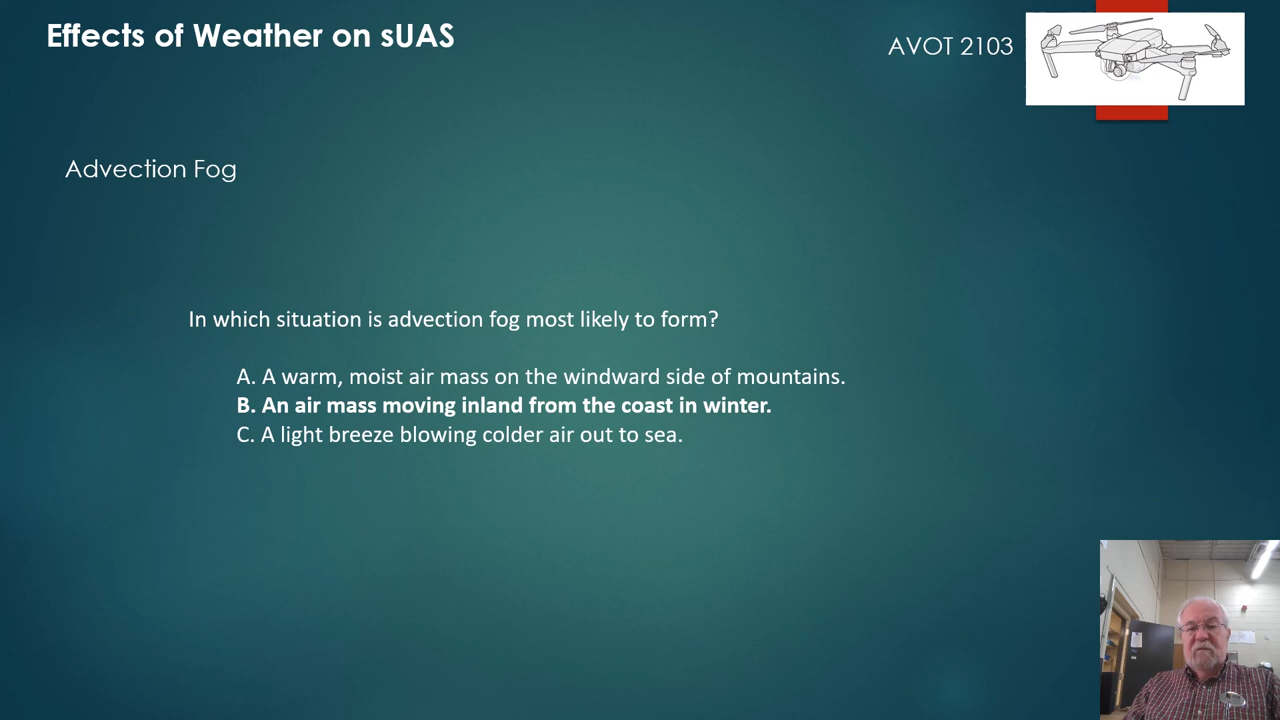 Effects of Weather on sUAS
AVOT 2103
Advection Fog
In which situation is advection fog most likely to form?
A. A warm, moist air mass on the windward side of mountains.
B. An air mass moving inland from the coast in winter.
C. A light breeze blowing colder air out to sea.